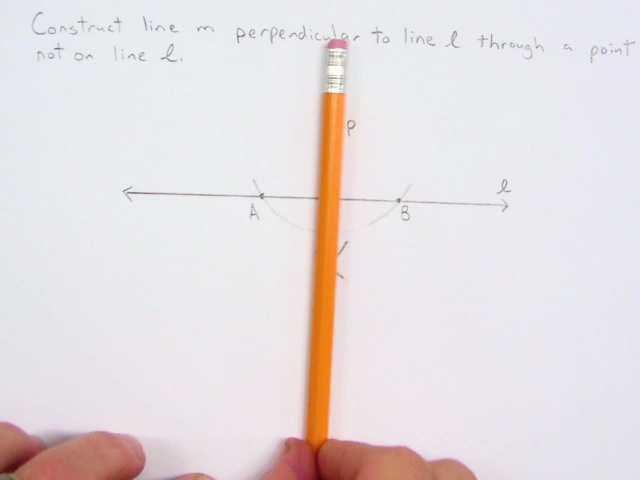 Construct line m perpendicular to line l through a point
not on line l.
P
l
A
B